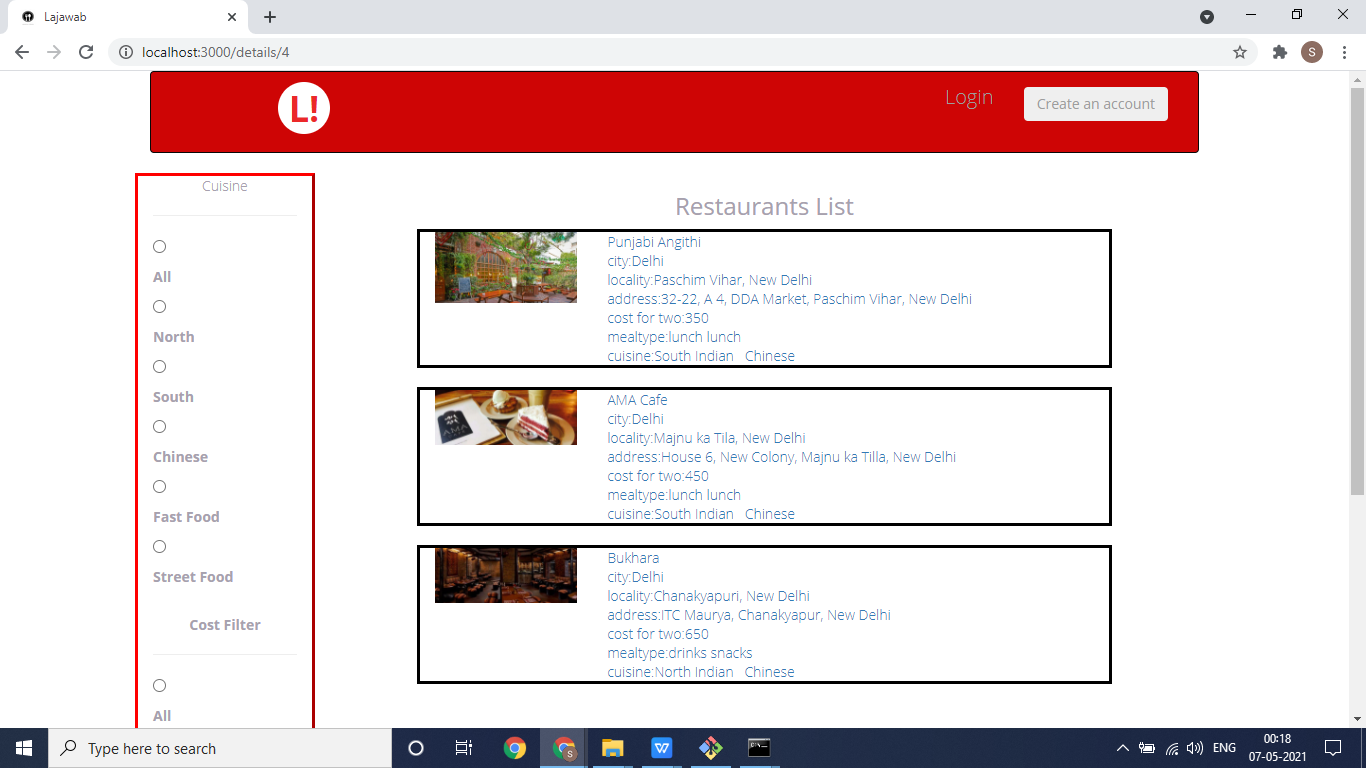 Lajawab
localhost:3000/details/4
S
L!
Login
Create an account
Cuisine
All
North
South
Chinese
Fast Food
Street Food
Cost Filter
All
Restaurants List
Punjabi Angithi
city:Delhi
locality:Paschim Vihar, New Delhi
address:32-22, A 4, DDA Market, Paschim Vihar, New Delhi
cost for two:350
mealtype:lunch lunch
cuisine:South Indian Chinese
AMA
AMA Cafe
city:Delhi
locality:Majnu ka Tila, New Delhi
address:House 6, New Colony, Majnu ka Tilla, New Delhi
cost for two:450
mealtype:lunch lunch
cuisine:South Indian Chinese
Bukhara
city:Delhi
locality:Chanakyapuri, New Delhi
address:ITC Maurya, Chanakyapur, New Delhi
cost for two:650
mealtype:drinks snacks
cuisine:North Indian Chinese
Type here to search
S
W
ENG
00:18
07-05-2021